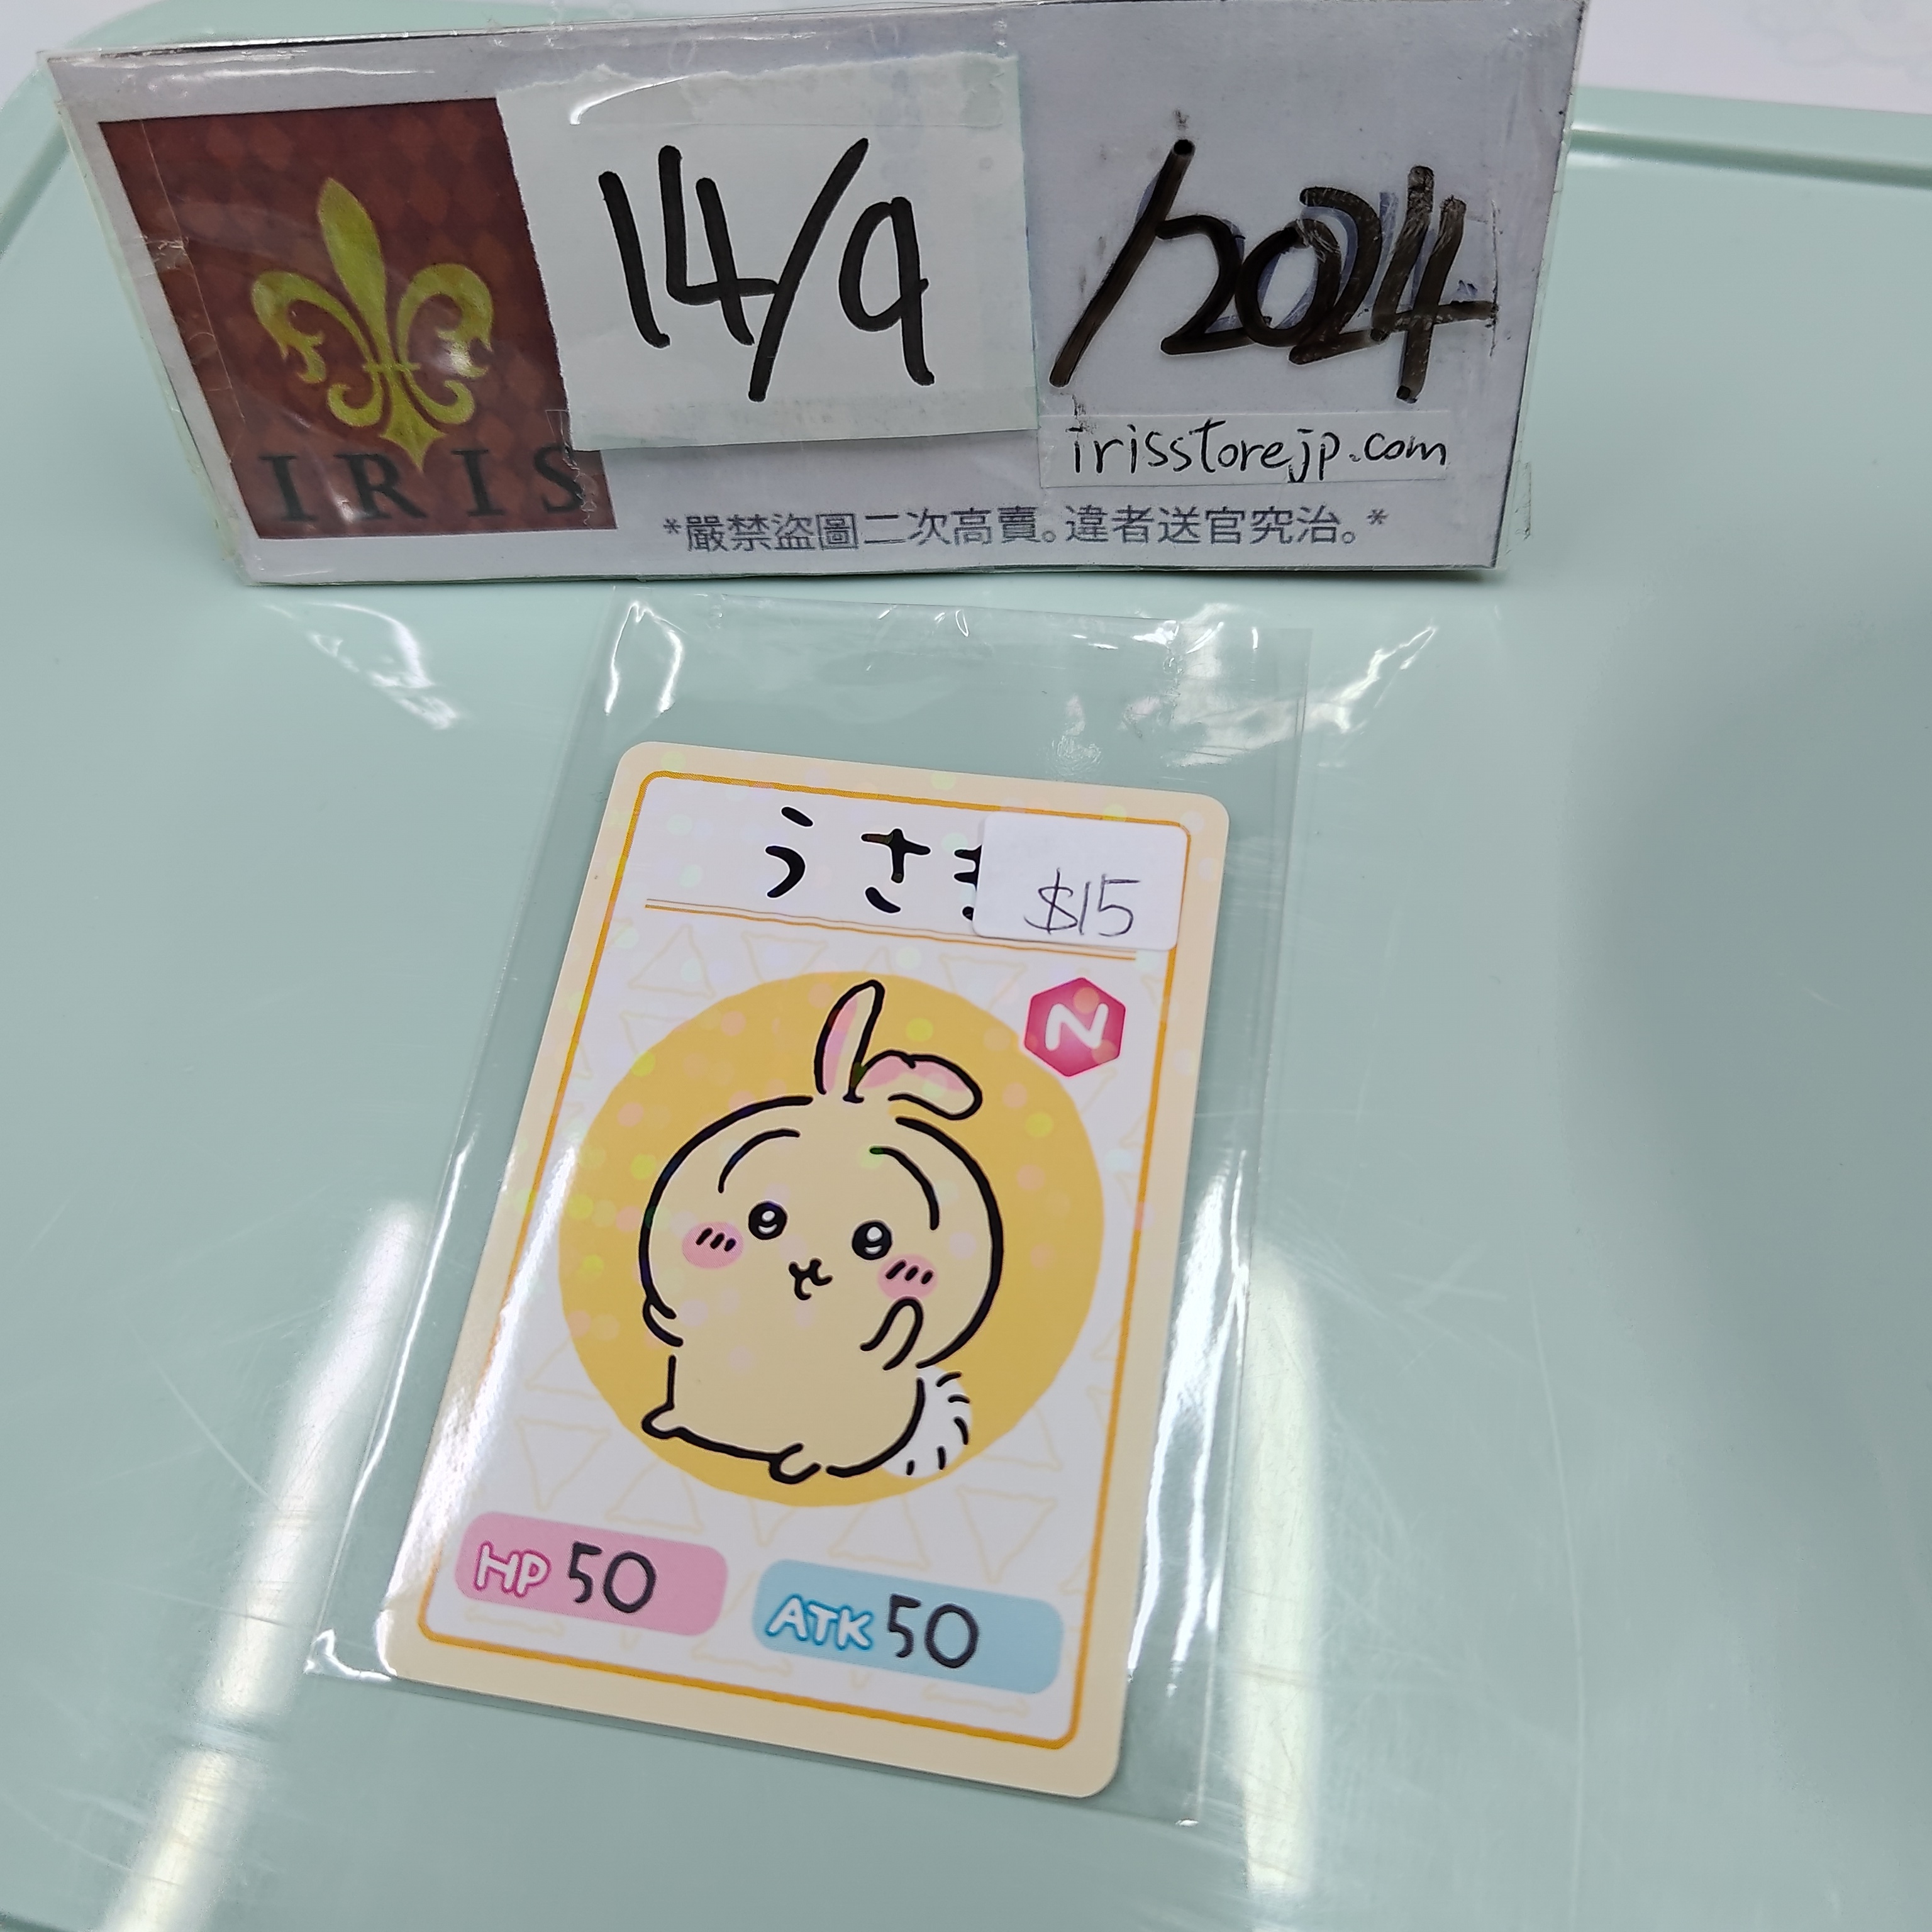 IRIS
14/9
/2024
irisstorejp.com
*嚴禁盜圖二次高賣。違者送官究治。*
うさ
$15
N
HP 50
ATK 50